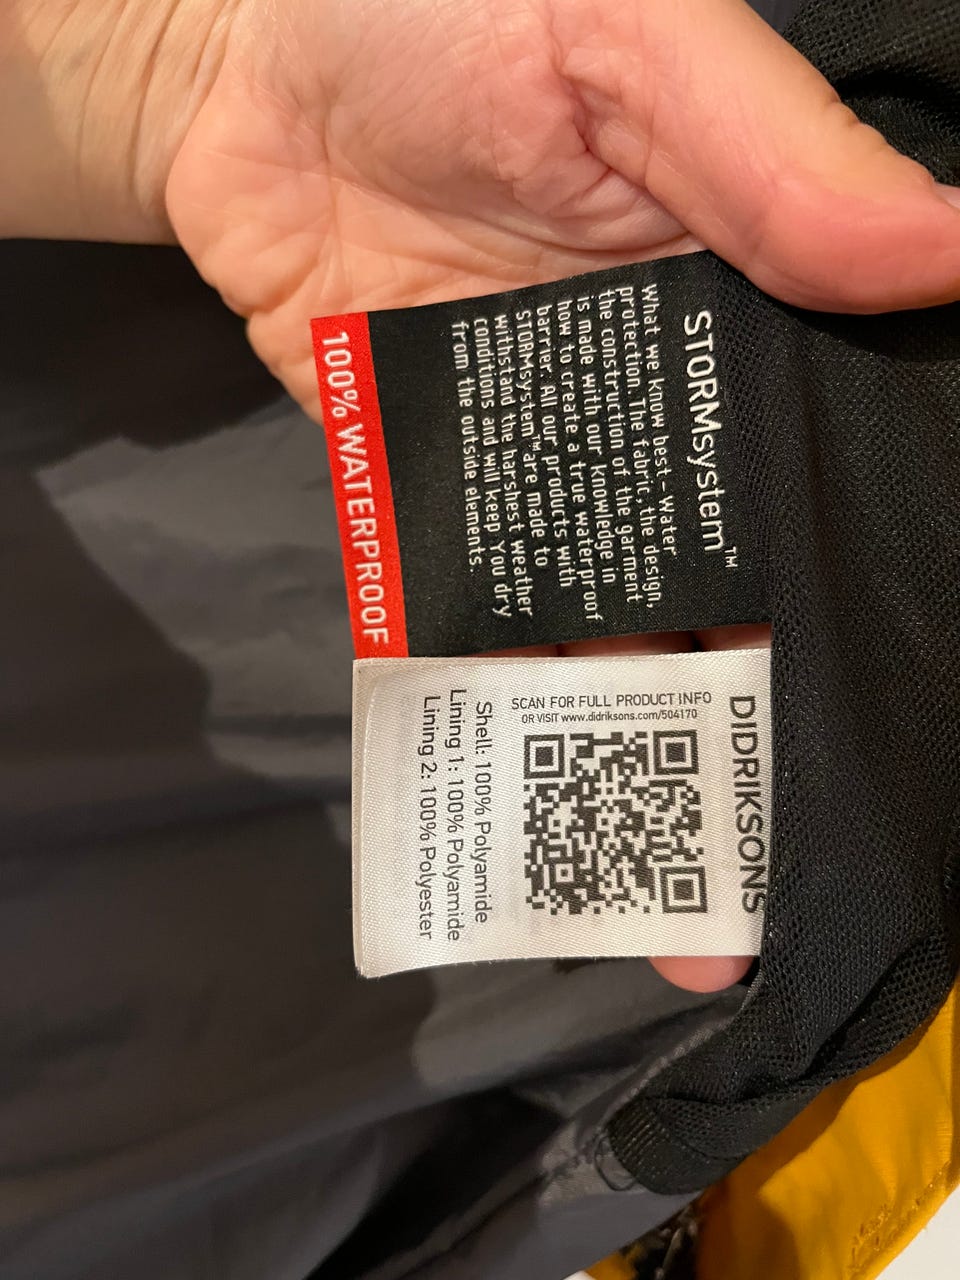 STORMsystem™
What we know best - Water
protection. The fabric, the design,
the construction of the garment
is made with our knowledge in
how to create a true waterproof
barrier. All our products with
STORMsystem™ are made to
withstand the harshest weather
conditions and will keep You dry
from the outside elements.
100% WATERPROOF
DIDRIKSONS
SCAN FOR FULL PRODUCT INFO
OR VISIT www.didriksons.com/504170
Shell: 100% Polyamide
Lining 1: 100% Polyamide
Lining 2: 100% Polyester